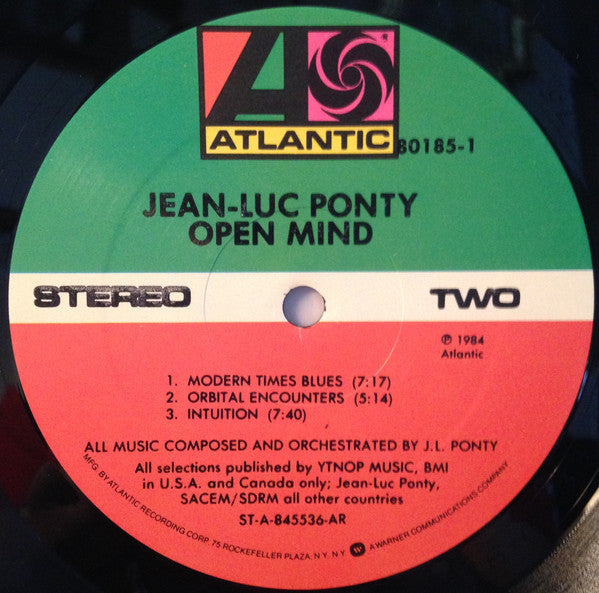 ATLANTIC
80185-1
JEAN-LUC PONTY
OPEN MIND
STEREO
TWO
℗ 1984
Atlantic
1. MODERN TIMES BLUES (7:17)
2. ORBITAL ENCOUNTERS (5:14)
3. INTUITION (7:40)
ALL MUSIC COMPOSED AND ORCHESTRATED BY J.L. PONTY
All selections published by YTNOP MUSIC, BMI
in U.S.A. and Canada only; Jean-Luc Ponty,
SACEM/SDRM all other countries
ST-A-845536-AR
MFG. BY ATLANTIC RECORDING CORP. 75 ROCKEFELLER PLAZA, N.Y. N.Y. A WARNER COMMUNICATIONS COMPANY